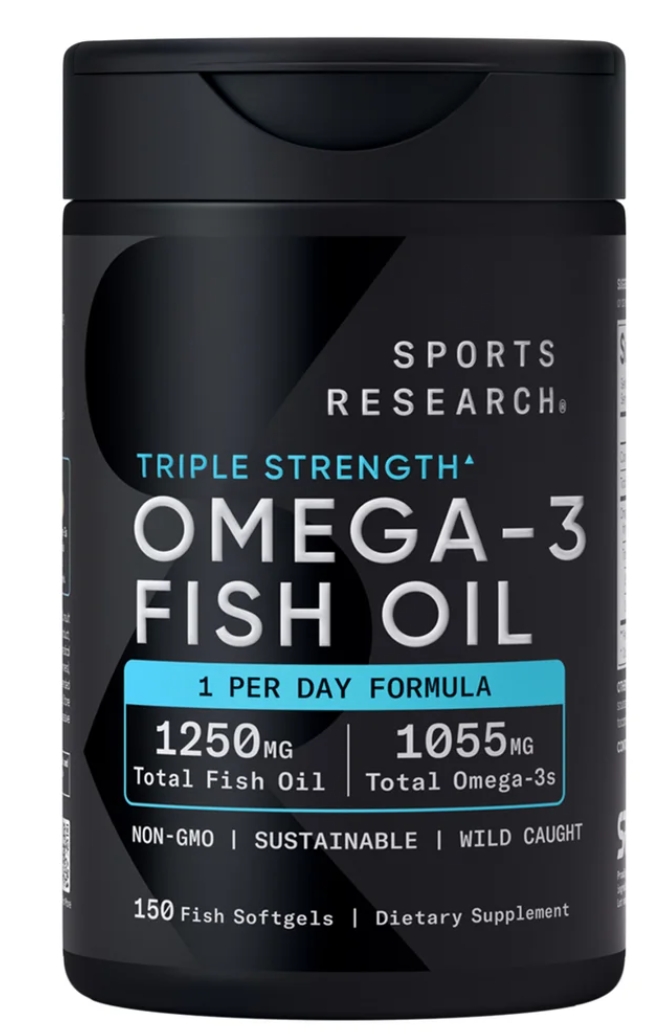 SPORTS
RESEARCH®
TRIPLE STRENGTH▲
OMEGA-3
FISH OIL
1 PER DAY FORMULA
1250MG
Total Fish Oil
1055MG
Total Omega-3s
NON-GMO | SUSTAINABLE | WILD CAUGHT
150 Fish Softgels | Dietary Supplement